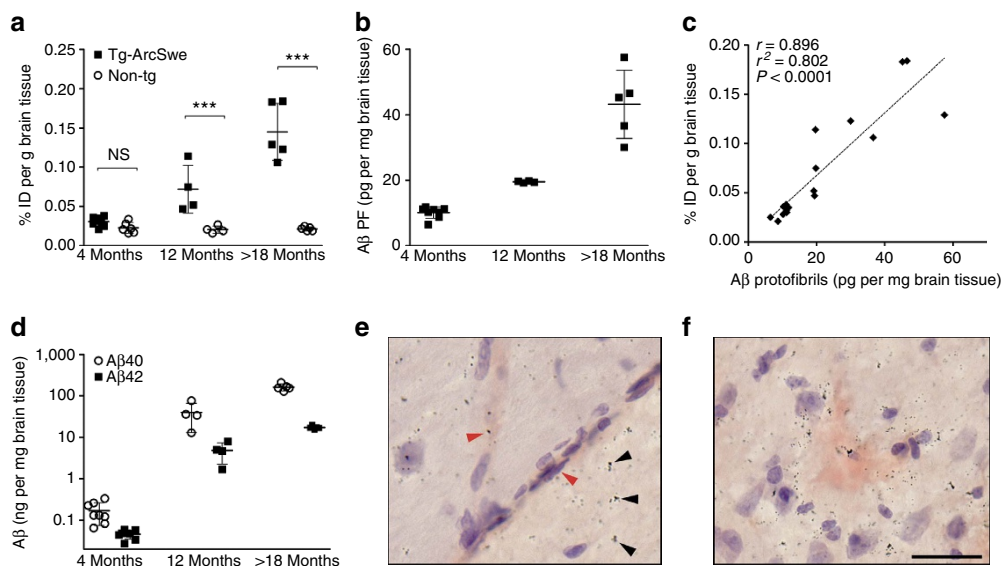 a
% ID per g brain tissue
0.25
0.20
0.15
0.10
0.05
0.00
Tg-ArcSwe
Non-tg
NS
***
***
4 Months
12 Months
>18 Months
b
Aβ PF (pg per mg brain tissue)
60
40
20
0
4 Months
12 Months
>18 Months
c
% ID per g brain tissue
0.20
0.15
0.10
0.05
0.00
r = 0.896
r² = 0.802
P < 0.0001
0
20
40
60
Aβ protofibrils (pg per mg brain tissue)
d
Aβ (ng per mg brain tissue)
1,000
100
10
1
0.1
Aβ40
Aβ42
4 Months
12 Months
>18 Months
e
f